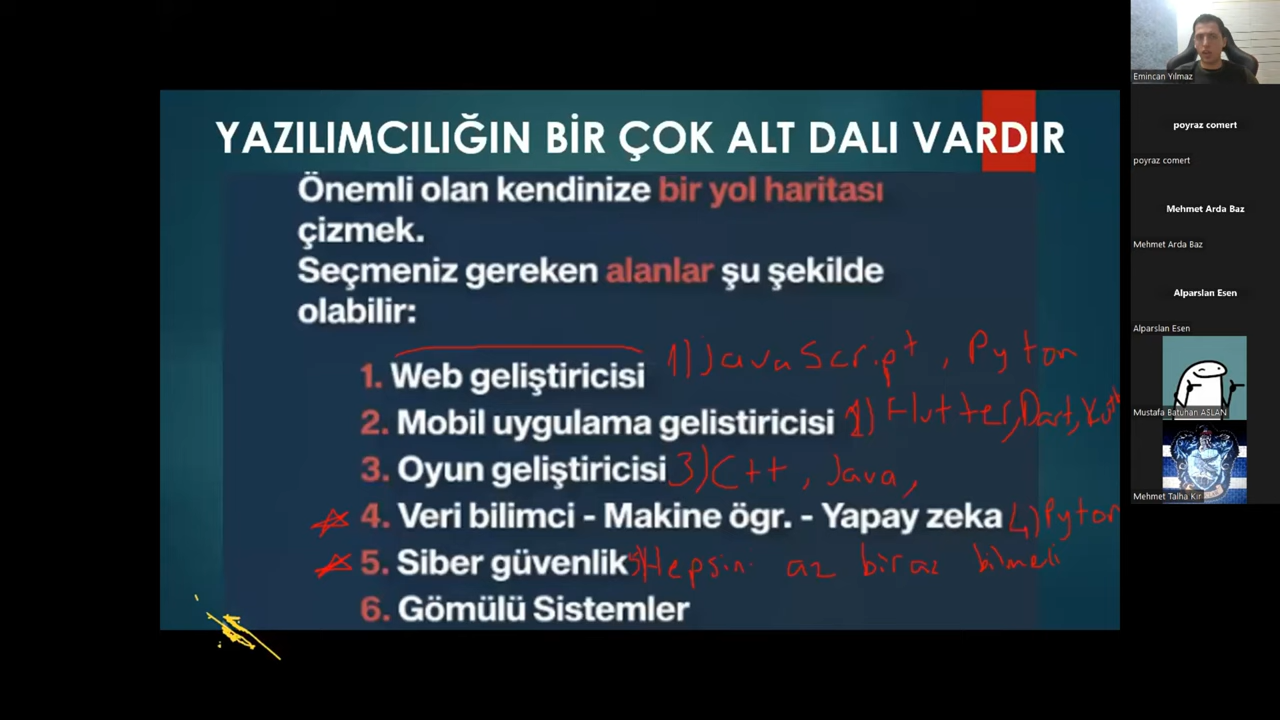 YAZILIMCILIĞIN BİR ÇOK ALT DALI VARDIR
Önemli olan kendinize bir yol haritası
çizmek.
Seçmeniz gereken alanlar şu şekilde
olabilir:
1. Web geliştiricisi 1) JavaScript, Pyton
2. Mobil uygulama gelistiricisi 2) Flutter, Dart,
3. Oyun geliştiricisi 3) C++, Java,
4. Veri bilimci - Makine ögr. - Yapay zeka 4) Pyton
5. Siber güvenlik 5) Hepsini az biraz bilmeli
6. Gömülü Sistemler
Emincan Yılmaz
poyraz comert
poyraz comert
Mehmet Arda Baz
Mehmet Arda Baz
Alparslan Esen
Alparslan Esen
Mustafa Batuhan ASLAN
Mehmet Talha Kır